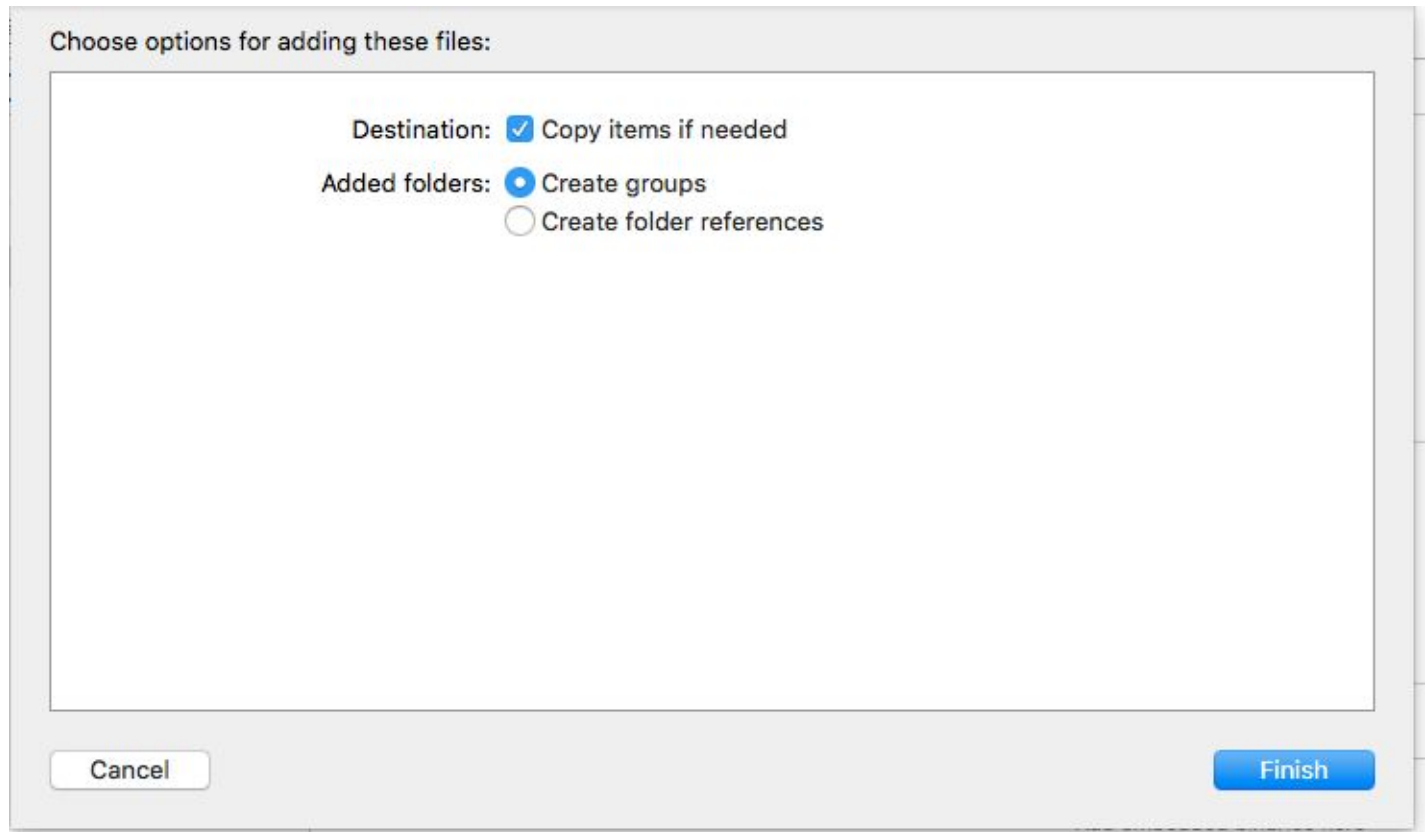 Choose options for adding these files:
Destination: Copy items if needed
Added folders: Create groups
Create folder references
Cancel
Finish